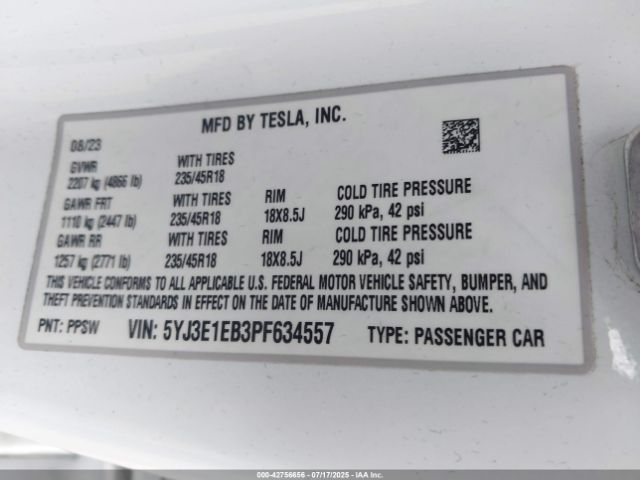 MFD BY TESLA, INC.
08/23
GVWR WITH TIRES
2207 kg (4866 lb) 235/45R18
GAWR FRT WITH TIRES RIM COLD TIRE PRESSURE
1110 kg (2447 lb) 235/45R18 18X8.5J 290 kPa, 42 psi
GAWR RR WITH TIRES RIM COLD TIRE PRESSURE
1257 kg (2771 lb) 235/45R18 18X8.5J 290 kPa, 42 psi
THIS VEHICLE CONFORMS TO ALL APPLICABLE U.S. FEDERAL MOTOR VEHICLE SAFETY, BUMPER, AND
THEFT PREVENTION STANDARDS IN EFFECT ON THE DATE OF MANUFACTURE SHOWN ABOVE.
PNT: PPSW VIN: 5YJ3E1EB3PF634557 TYPE: PASSENGER CAR
000-42756656 - 07/17/2025 - IAA Inc.